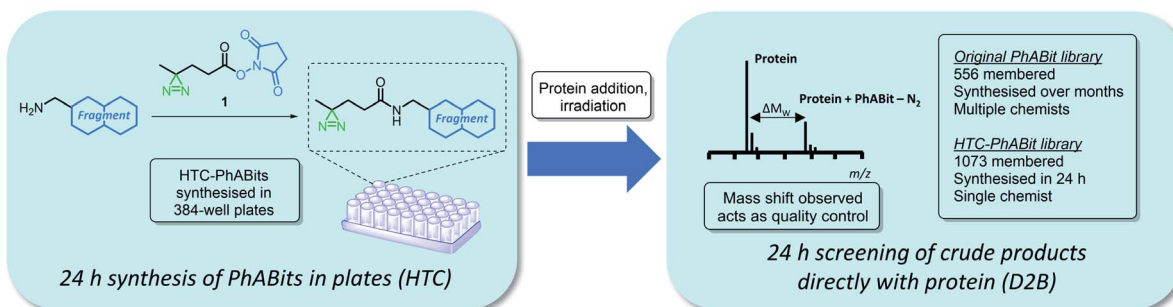 H₂N
Fragment
N=N
O
O
N
O
O
1
N=N
O
N
H
Fragment
HTC-PhABits
synthesised in
384-well plates
24 h synthesis of PhABits in plates (HTC)
Protein addition,
irradiation
Protein
Protein + PhABit – N₂
ΔMw
m/z
Mass shift observed
acts as quality control
Original PhABit library
556 membered
Synthesised over months
Multiple chemists
HTC-PhABit library
1073 membered
Synthesised in 24 h
Single chemist
24 h screening of crude products
directly with protein (D2B)